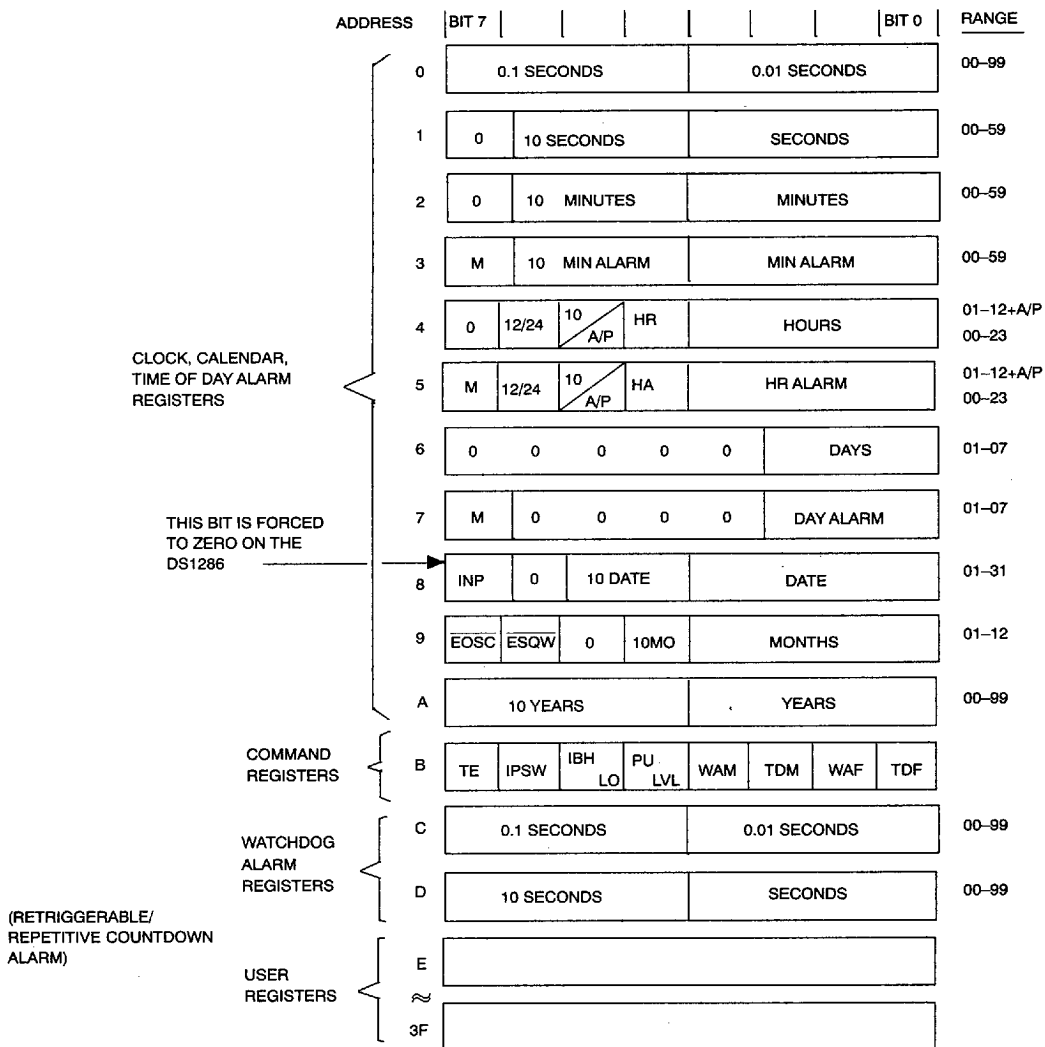 ADDRESS BIT 7 BIT 0 RANGE
0 0.1 SECONDS 0.01 SECONDS 00–99
1 0 10 SECONDS SECONDS 00–59
2 0 10 MINUTES MINUTES 00–59
3 M 10 MIN ALARM MIN ALARM 00–59
4 0 12/24 10 A/P HR HOURS 01–12+A/P
00–23
CLOCK, CALENDAR,
TIME OF DAY ALARM
REGISTERS
5 M 12/24 10 A/P HA HR ALARM 01–12+A/P
00–23
6 0 0 0 0 0 DAYS 01–07
7 M 0 0 0 0 DAY ALARM 01–07
THIS BIT IS FORCED
TO ZERO ON THE
DS1286
8 INP 0 10 DATE DATE 01–31
9 EOSC ESQW 0 10MO MONTHS 01–12
A 10 YEARS YEARS 00–99
COMMAND
REGISTERS
B TE IPSW IBH LO PU LVL WAM TDM WAF TDF
C 0.1 SECONDS 0.01 SECONDS 00–99
WATCHDOG
ALARM
REGISTERS
D 10 SECONDS SECONDS 00–99
(RETRIGGERABLE/
REPETITIVE COUNTDOWN
ALARM)
E
USER
REGISTERS
≈
3F